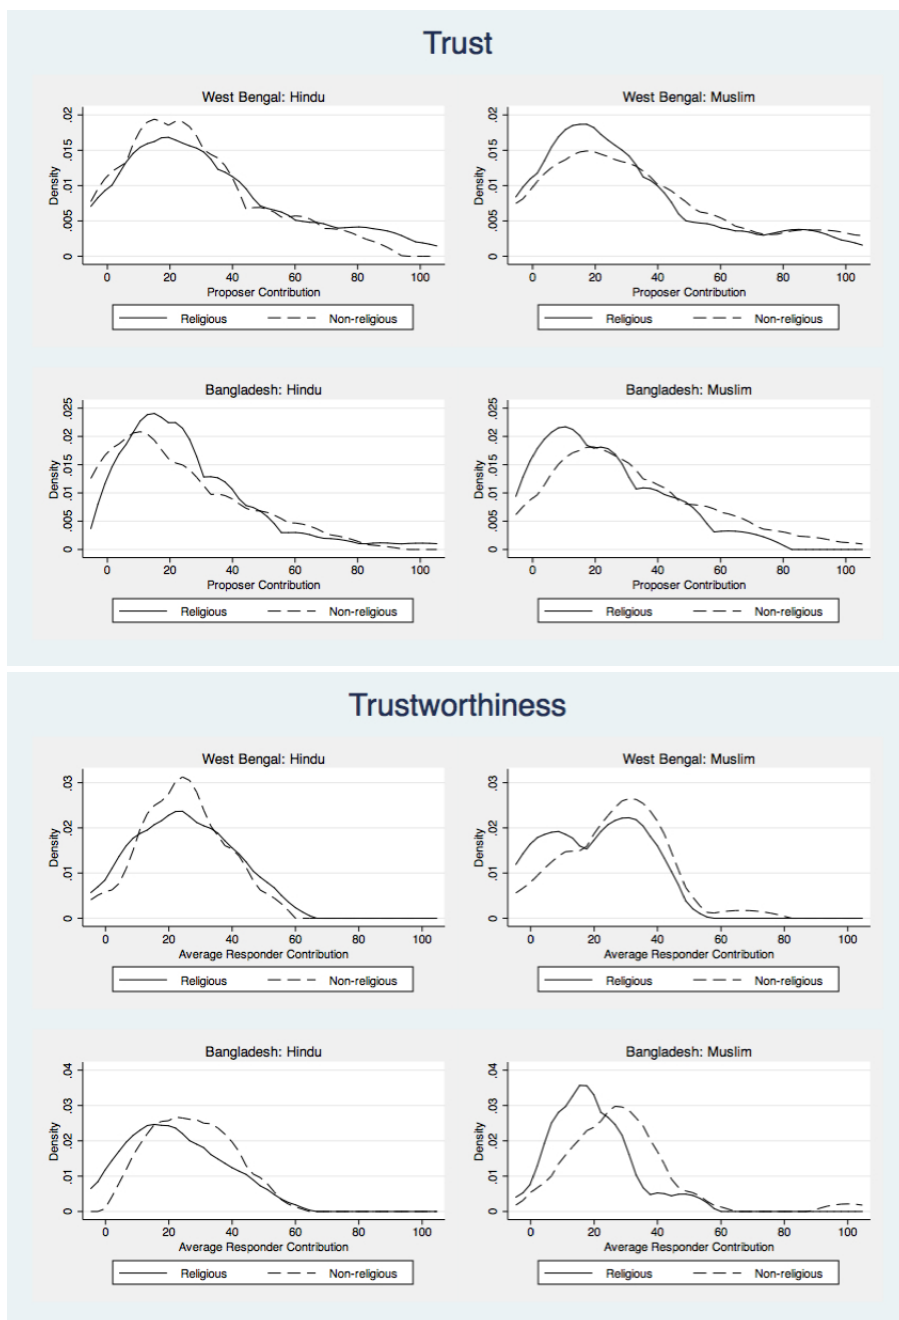 Trust
West Bengal: Hindu
Density
0 .005 .01 .015 .02
0 20 40 60 80 100
Proposer Contribution
Religious Non-religious
West Bengal: Muslim
Density
0 .005 .01 .015 .02
0 20 40 60 80 100
Proposer Contribution
Religious Non-religious
Bangladesh: Hindu
Density
0 .005 .01 .015 .02 .025
0 20 40 60 80 100
Proposer Contribution
Religious Non-religious
Bangladesh: Muslim
Density
0 .005 .01 .015 .02 .025
0 20 40 60 80 100
Proposer Contribution
Religious Non-religious
Trustworthiness
West Bengal: Hindu
Density
0 .01 .02 .03
0 20 40 60 80 100
Average Responder Contribution
Religious Non-religious
West Bengal: Muslim
Density
0 .01 .02 .03
0 20 40 60 80 100
Average Responder Contribution
Religious Non-religious
Bangladesh: Hindu
Density
0 .01 .02 .03 .04
0 20 40 60 80 100
Average Responder Contribution
Religious Non-religious
Bangladesh: Muslim
Density
0 .01 .02 .03 .04
0 20 40 60 80 100
Average Responder Contribution
Religious Non-religious